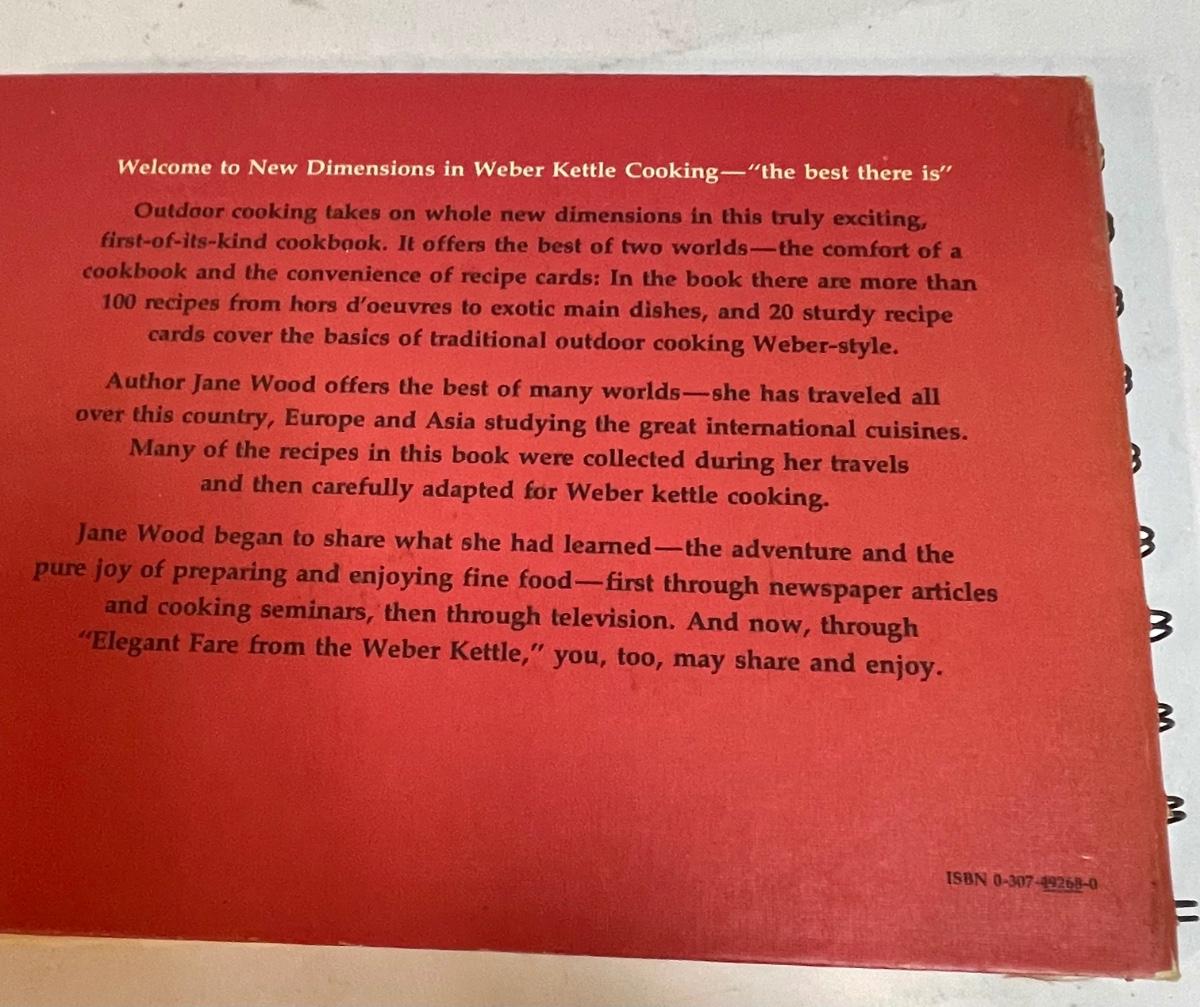 Welcome to New Dimensions in Weber Kettle Cooking—“the best there is”
Outdoor cooking takes on whole new dimensions in this truly exciting,
first-of-its-kind cookbook. It offers the best of two worlds—the comfort of a
cookbook and the convenience of recipe cards: In the book there are more than
100 recipes from hors d’oeuvres to exotic main dishes, and 20 sturdy recipe
cards cover the basics of traditional outdoor cooking Weber-style.
Author Jane Wood offers the best of many worlds—she has traveled all
over this country, Europe and Asia studying the great international cuisines.
Many of the recipes in this book were collected during her travels
and then carefully adapted for Weber kettle cooking.
Jane Wood began to share what she had learned—the adventure and the
pure joy of preparing and enjoying fine food—first through newspaper articles
and cooking seminars, then through television. And now, through
“Elegant Fare from the Weber Kettle,” you, too, may share and enjoy.
ISBN 0-307-49268-0